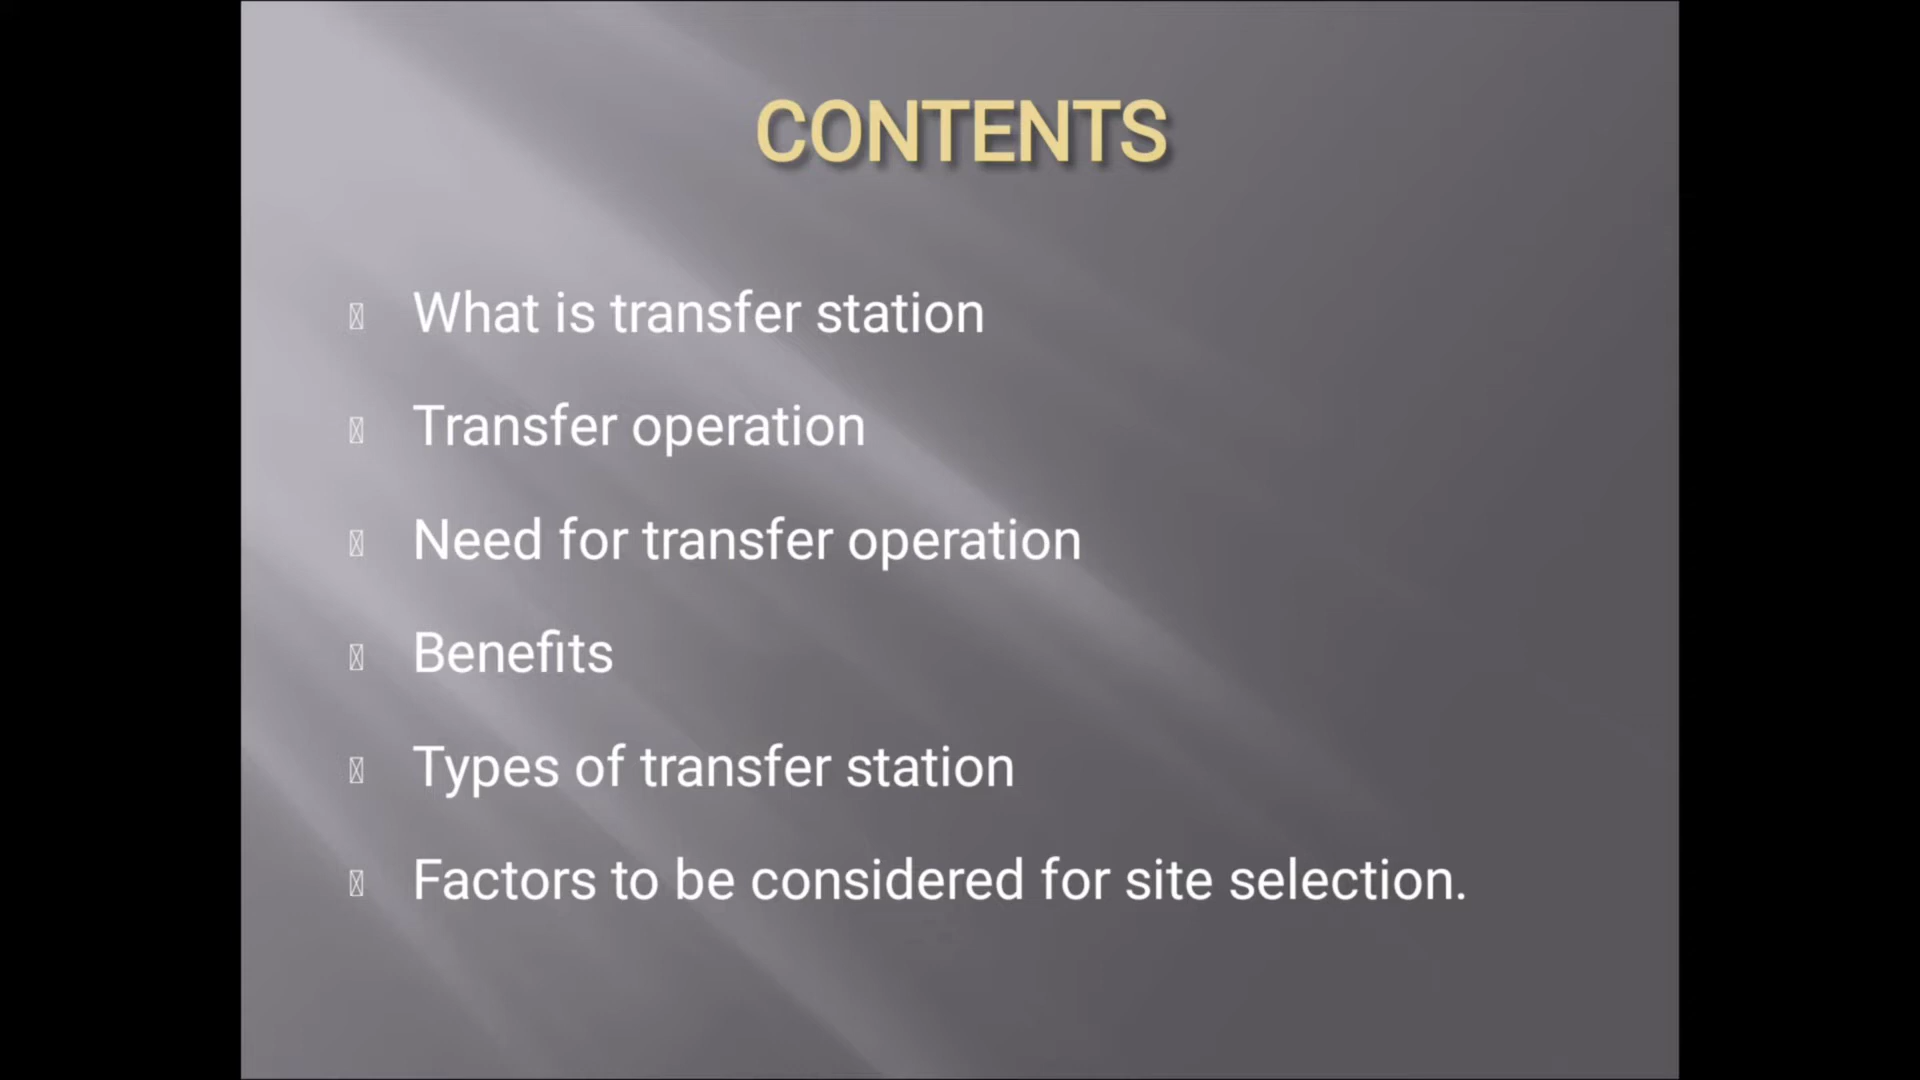 CONTENTS
What is transfer station
Transfer operation
Need for transfer operation
Benefits
Types of transfer station
Factors to be considered for site selection.